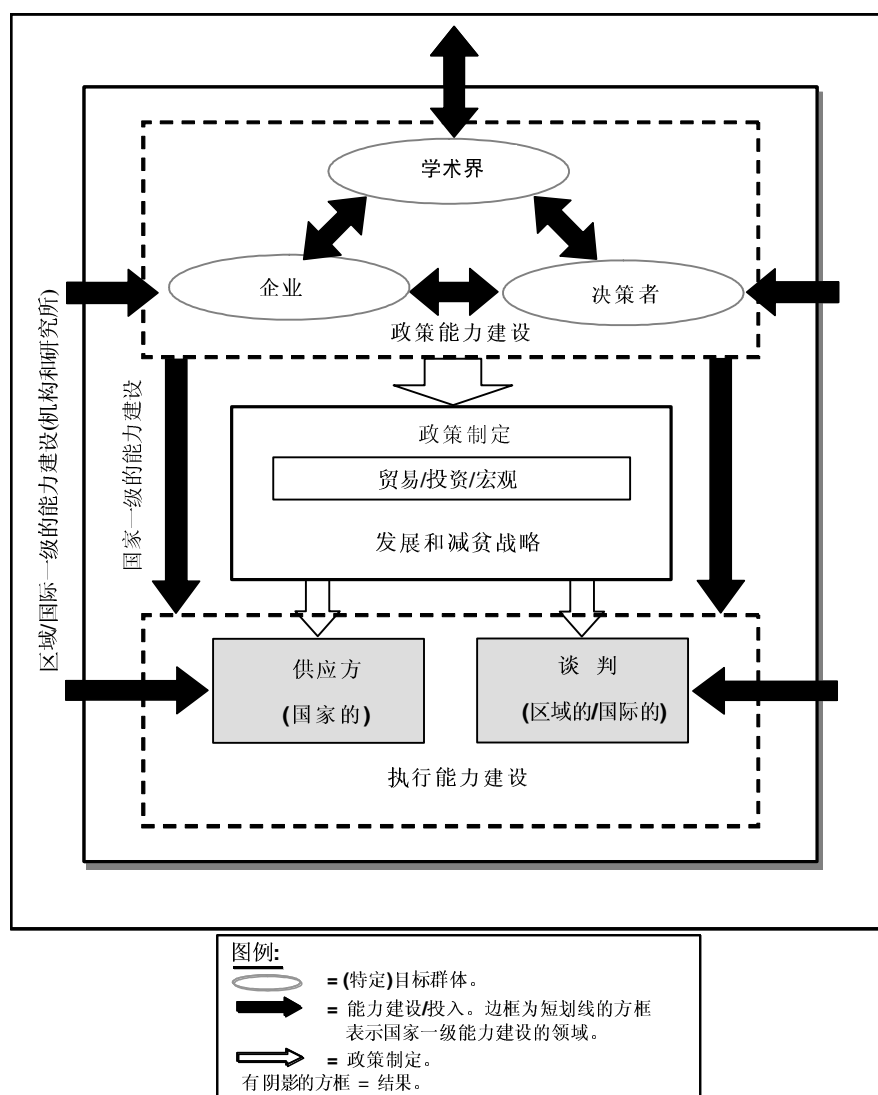 学术界
企业
决策者
政策能力建设
区域/国际一级的能力建设(机构和研究所)
国家一级的能力建设
政策制定
贸易/投资/宏观
发展和减贫战略
供应方
(国家的)
谈 判
(区域的/国际的)
执行能力建设
图例:
= (特定)目标群体。
= 能力建设/投入。边框为短划线的方框
表示国家一级能力建设的领域。
= 政策制定。
有阴影的方框 = 结果。